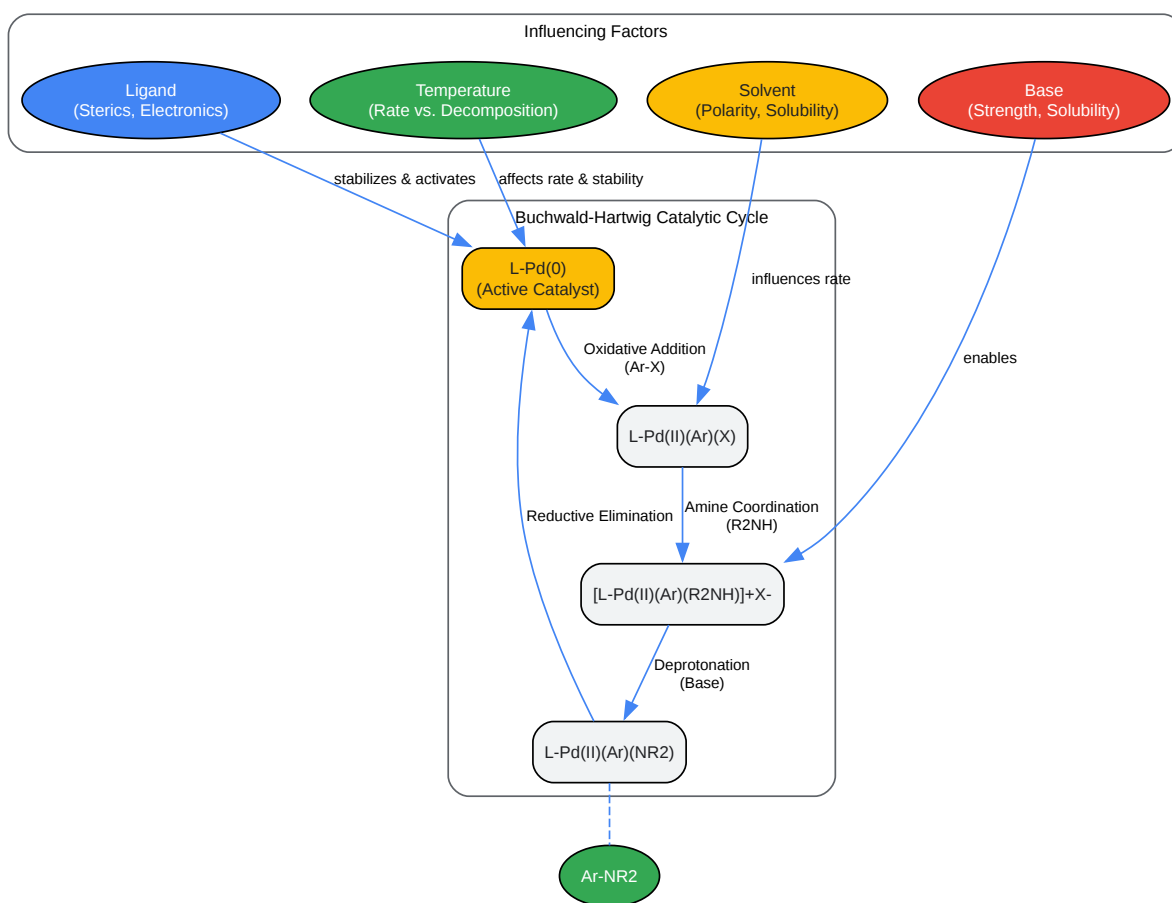 Influencing Factors
Ligand
(Sterics, Electronics)
Temperature
(Rate vs. Decomposition)
Solvent
(Polarity, Solubility)
Base
(Strength, Solubility)
stabilizes & activates
affects rate & stability
Buchwald-Hartwig Catalytic Cycle
L-Pd(0)
(Active Catalyst)
influences rate
Oxidative Addition
(Ar-X)
enables
L-Pd(II)(Ar)(X)
Reductive Elimination
Amine Coordination
(R2NH)
[L-Pd(II)(Ar)(R2NH)]+X-
Deprotonation
(Base)
L-Pd(II)(Ar)(NR2)
Ar-NR2